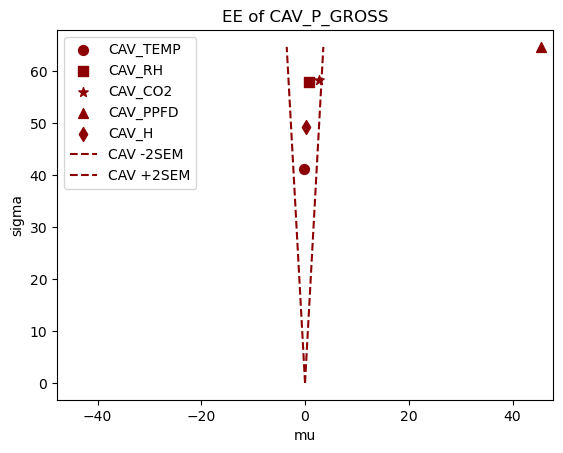 EE of CAV_P_GROSS
CAV_TEMP
CAV_RH
CAV_CO2
CAV_PPFD
CAV_H
CAV -2SEM
CAV +2SEM
60
50
40
30
20
10
0
sigma
−40
−20
0
20
40
mu